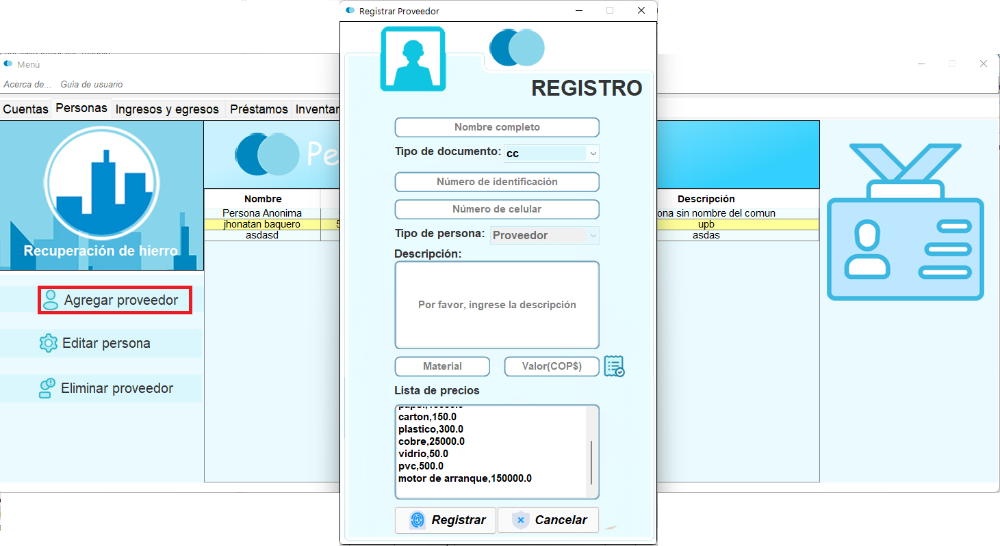 Registrar Proveedor
Menú
Acerca de... Guía de usuario
REGISTRO
Cuentas Personas Ingresos y egresos Préstamos Inventar
Pe
Nombre Descripción
Persona Anonima ona sin nombre del comun
jhonatan baquero 5 upb
asdasd asdas
Recuperación de hierro
Agregar proveedor
Editar persona
Eliminar proveedor
Nombre completo
Tipo de documento: cc
Número de identificación
Número de celular
Tipo de persona: Proveedor
Descripción:
Por favor, ingrese la descripción
Material Valor(COP$)
Lista de precios
carton,150.0
plastico,300.0
cobre,25000.0
vidrio,50.0
pvc,500.0
motor de arranque,150000.0
Registrar Cancelar